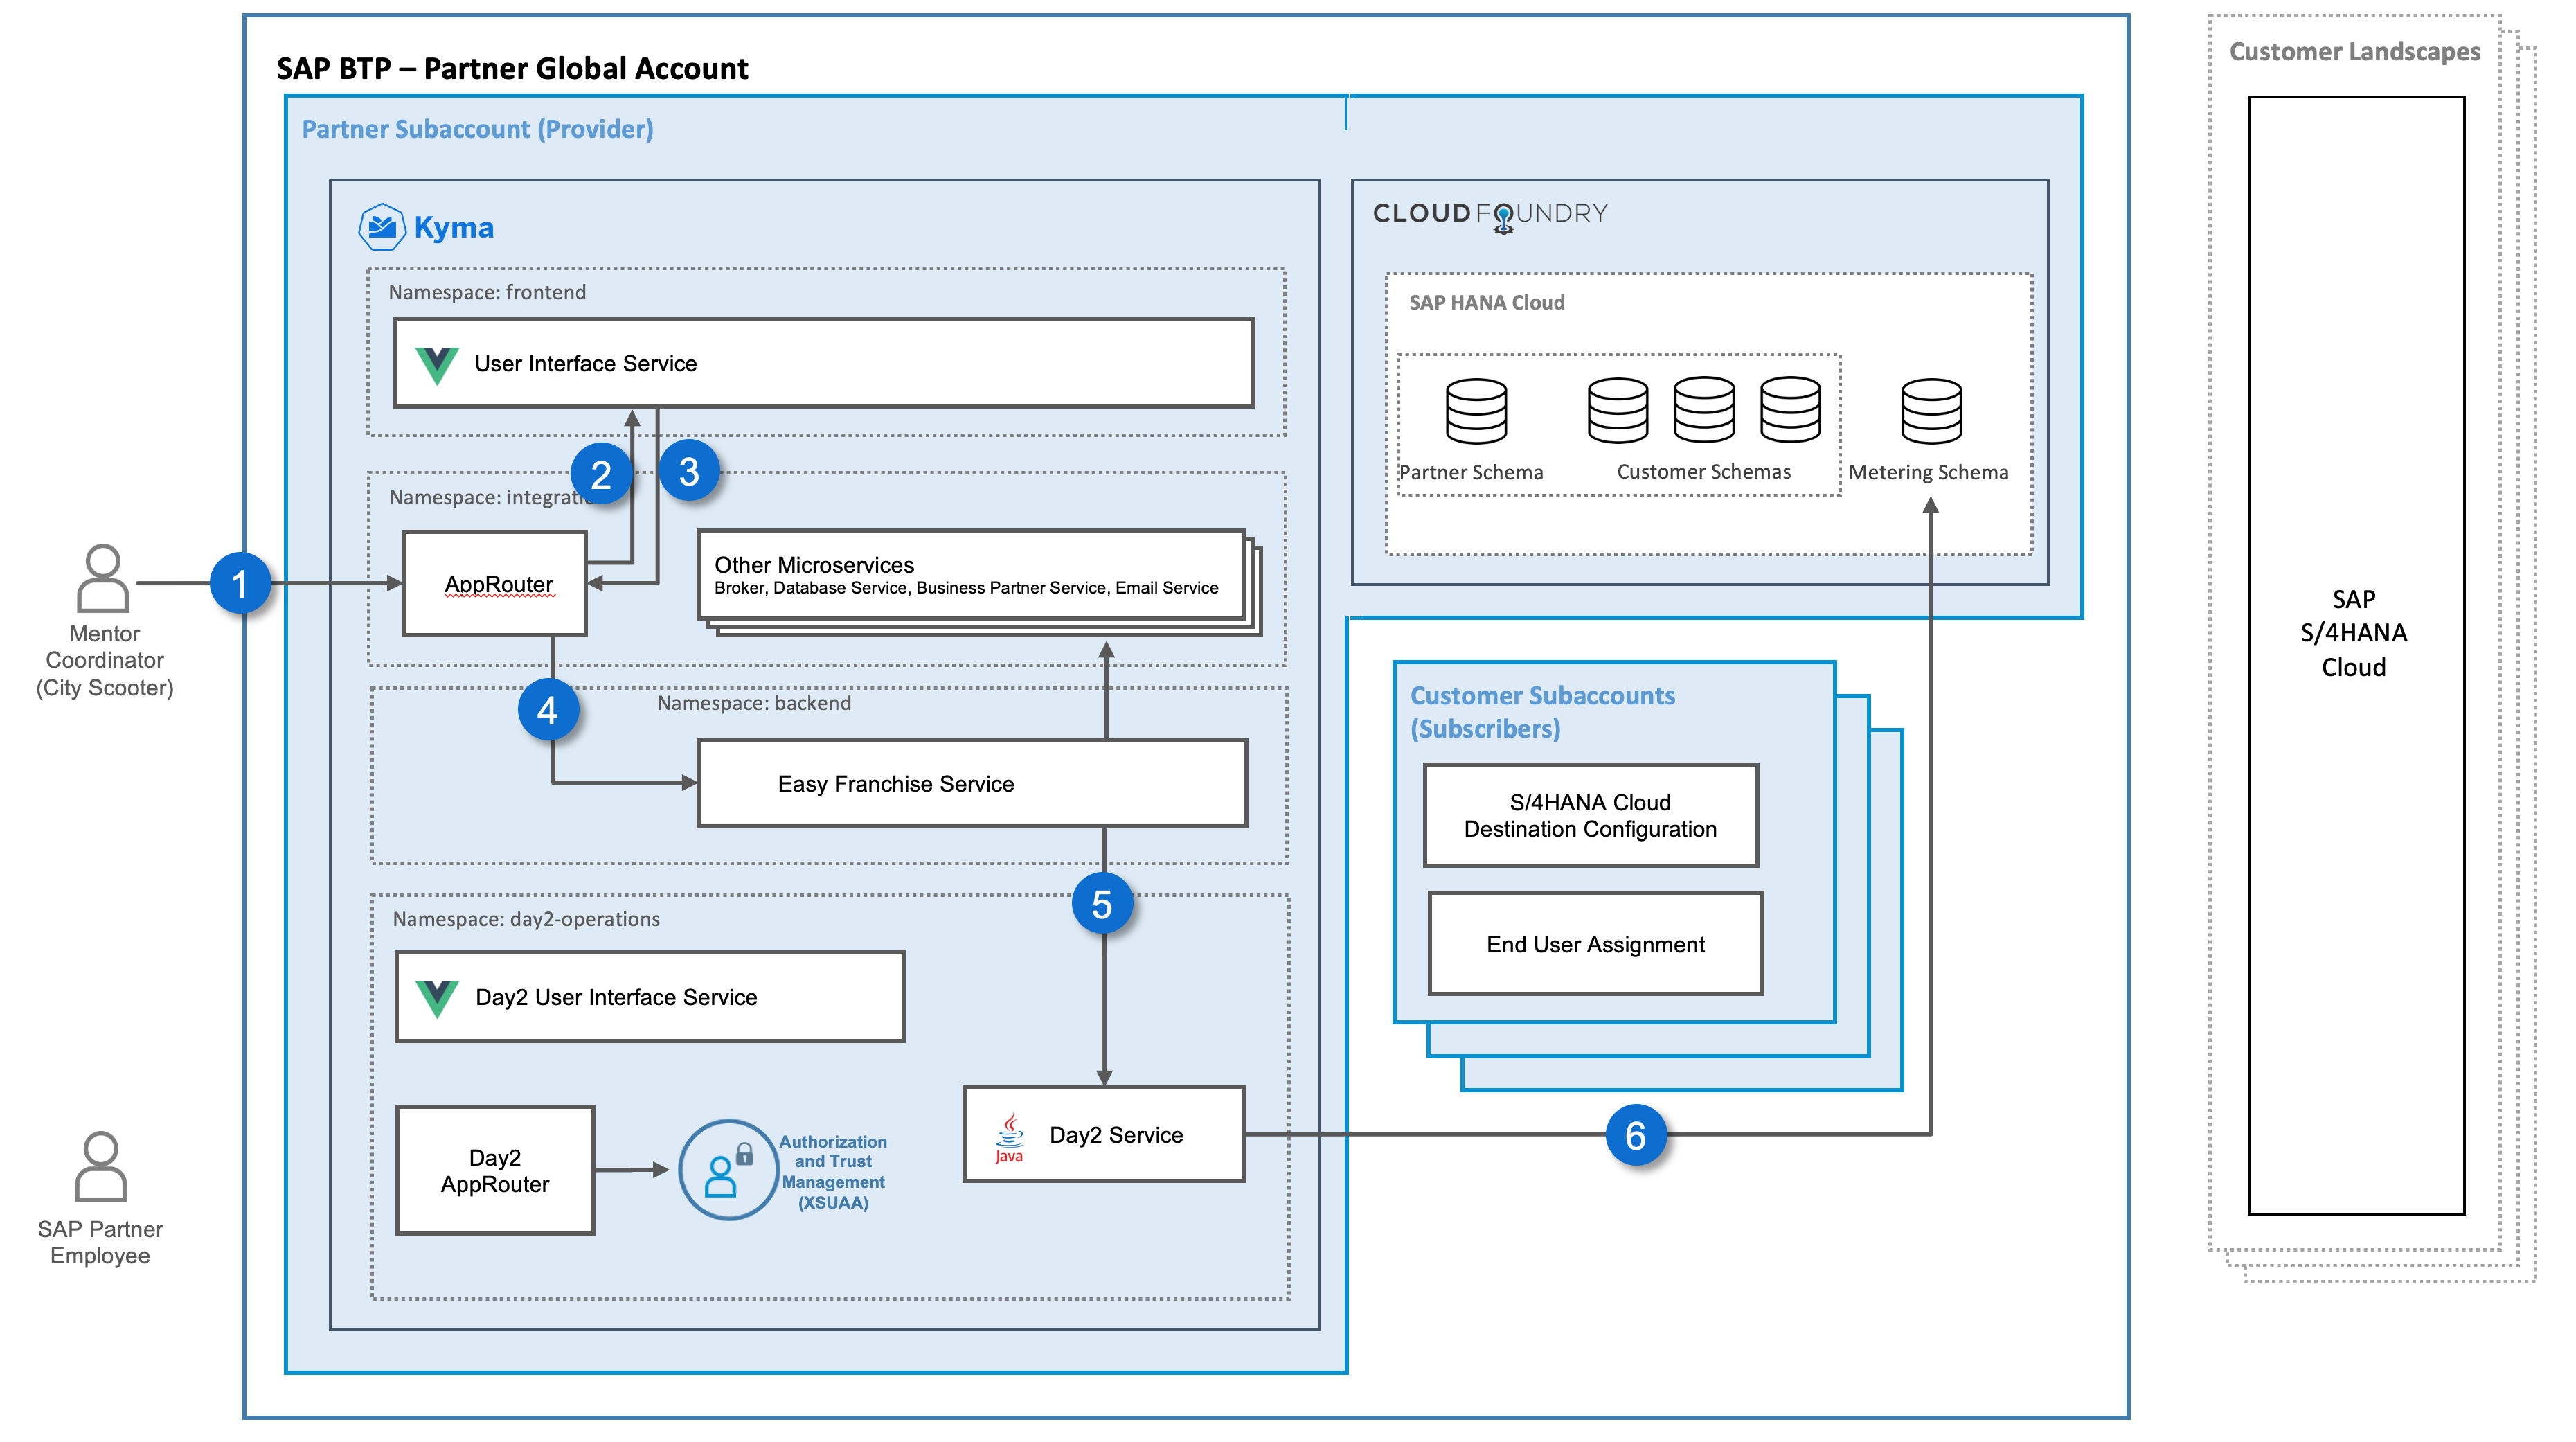 SAP BTP – Partner Global Account
Partner Subaccount (Provider)
Kyma
Namespace: frontend
User Interface Service
2
3
Namespace: integration
1
AppRouter
Other Microservices
Broker, Database Service, Business Partner Service, Email Service
Mentor
Coordinator
(City Scooter)
4
Namespace: backend
Easy Franchise Service
5
Namespace: day2-operations
Day2 User Interface Service
Day2
AppRouter
Authorization
and Trust
Management
(XSUAA)
Java
Day2 Service
SAP Partner
Employee
CLOUD FOUNDRY
SAP HANA Cloud
Partner Schema
Customer Schemas
Metering Schema
Customer Subaccounts
(Subscribers)
S/4HANA Cloud
Destination Configuration
End User Assignment
6
Customer Landscapes
SAP
S/4HANA
Cloud